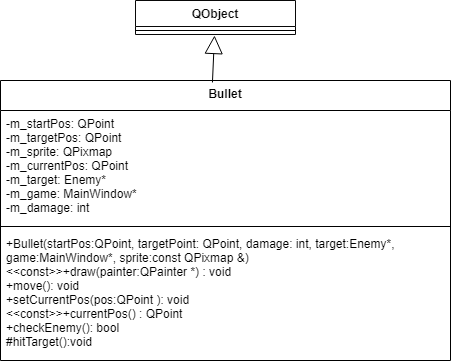 QObject
Bullet
-m_startPos: QPoint
-m_targetPos: QPoint
-m_sprite: QPixmap
-m_currentPos: QPoint
-m_target: Enemy*
-m_game: MainWindow*
-m_damage: int
+Bullet(startPos:QPoint, targetPoint: QPoint, damage: int, target:Enemy*,
game:MainWindow*, sprite:const QPixmap &)
<<const>>+draw(painter:QPainter *) : void
+move(): void
+setCurrentPos(pos:QPoint ): void
<<const>>+currentPos() : QPoint
+checkEnemy(): bool
#hitTarget():void